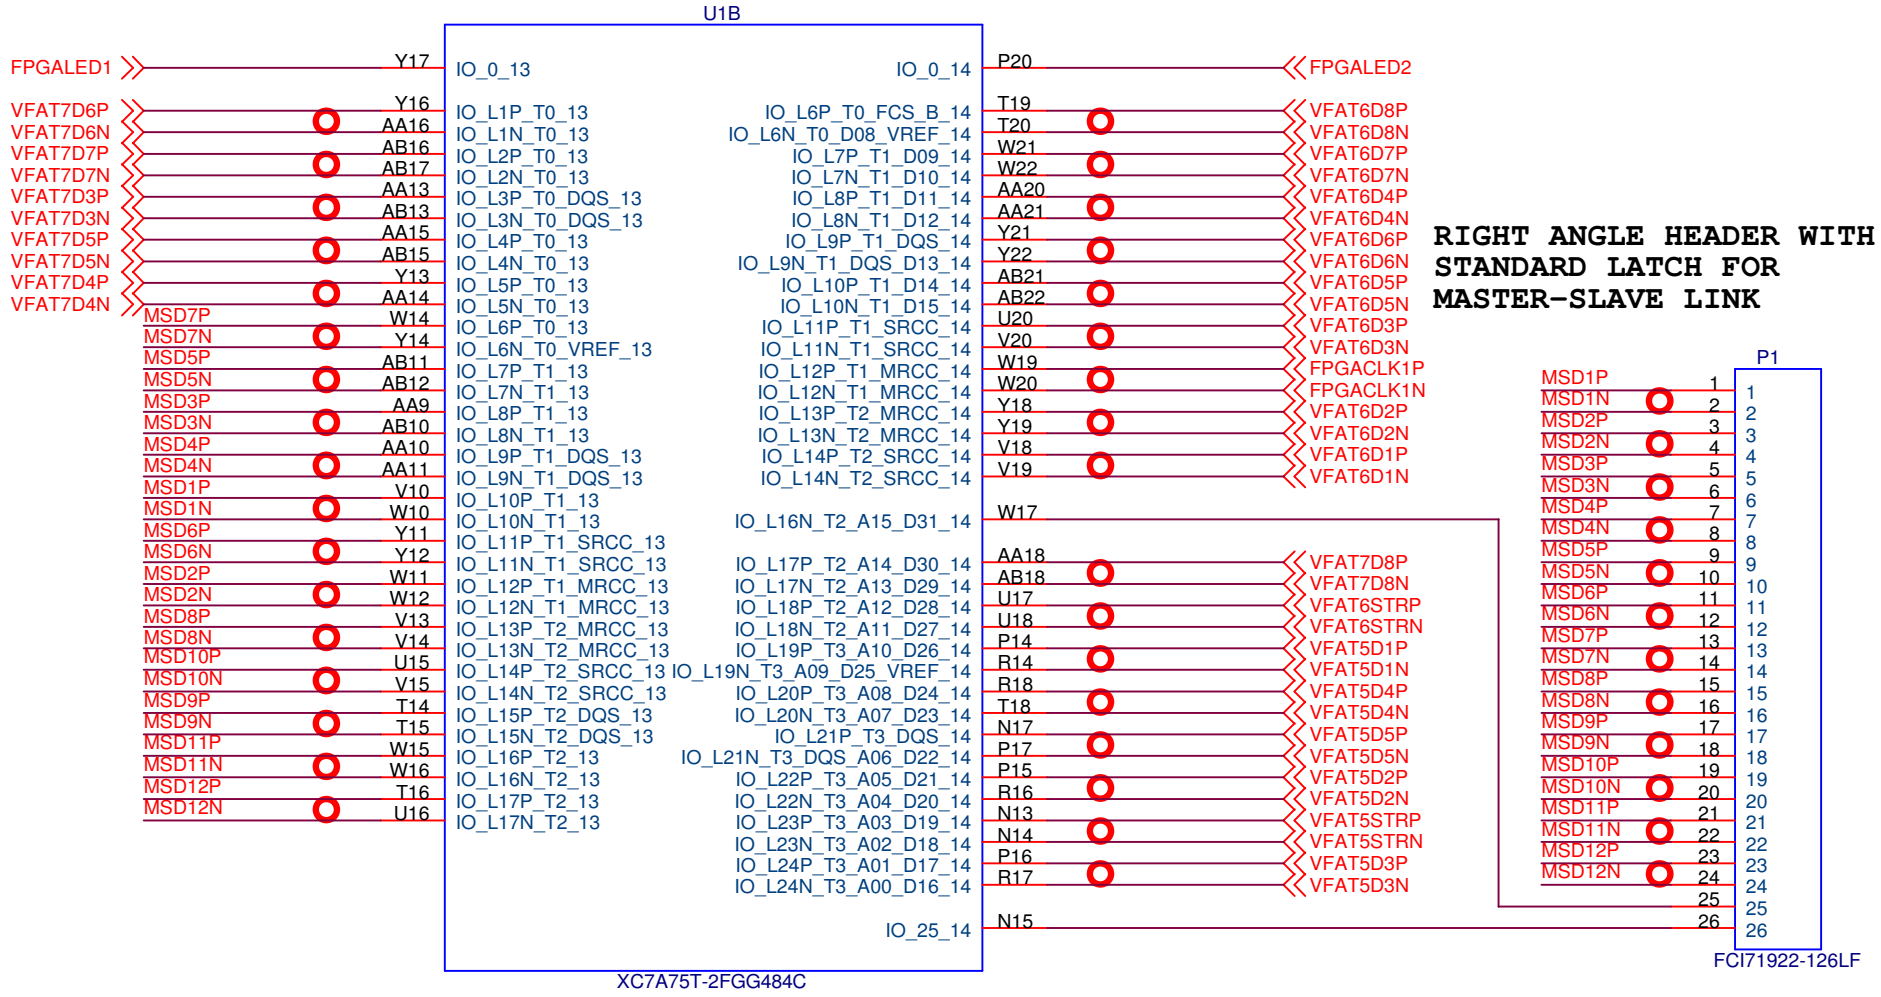 U1B
FPGALED1 Y17 IO_0_13 IO_0_14 P20 FPGALED2
VFAT7D6P Y16 IO_L1P_T0_13 IO_L6P_T0_FCS_B_14 T19 VFAT6D8P
VFAT7D6N AA16 IO_L1N_T0_13 IO_L6N_T0_D08_VREF_14 T20 VFAT6D8N
VFAT7D7P AB16 IO_L2P_T0_13 IO_L7P_T1_D09_14 W21 VFAT6D7P
VFAT7D7N AB17 IO_L2N_T0_13 IO_L7N_T1_D10_14 W22 VFAT6D7N
VFAT7D3P AA13 IO_L3P_T0_DQS_13 IO_L8P_T1_D11_14 AA20 VFAT6D4P
VFAT7D3N AB13 IO_L3N_T0_DQS_13 IO_L8N_T1_D12_14 AA21 VFAT6D4N
VFAT7D5P AA15 IO_L4P_T0_13 IO_L9P_T1_DQS_14 Y21 VFAT6D6P
VFAT7D5N AB15 IO_L4N_T0_13 IO_L9N_T1_DQS_D13_14 Y22 VFAT6D6N
VFAT7D4P Y13 IO_L5P_T0_13 IO_L10P_T1_D14_14 AB21 VFAT6D5P
VFAT7D4N AA14 IO_L5N_T0_13 IO_L10N_T1_D15_14 AB22 VFAT6D5N
MSD7P W14 IO_L6P_T0_13 IO_L11P_T1_SRCC_14 U20 VFAT6D3P
MSD7N Y14 IO_L6N_T0_VREF_13 IO_L11N_T1_SRCC_14 V20 VFAT6D3N
MSD5P AB11 IO_L7P_T1_13 IO_L12P_T1_MRCC_14 W19 FPGACLK1P
MSD5N AB12 IO_L7N_T1_13 IO_L12N_T1_MRCC_14 W20 FPGACLK1N
MSD3P AA9 IO_L8P_T1_13 IO_L13P_T2_MRCC_14 Y18 VFAT6D2P
MSD3N AB10 IO_L8N_T1_13 IO_L13N_T2_MRCC_14 Y19 VFAT6D2N
MSD4P AA10 IO_L9P_T1_DQS_13 IO_L14P_T2_SRCC_14 V18 VFAT6D1P
MSD4N AA11 IO_L9N_T1_DQS_13 IO_L14N_T2_SRCC_14 V19 VFAT6D1N
MSD1P V10 IO_L10P_T1_13
MSD1N W10 IO_L10N_T1_13 IO_L16N_T2_A15_D31_14 W17
MSD6P Y11 IO_L11P_T1_SRCC_13
MSD6N Y12 IO_L11N_T1_SRCC_13 IO_L17P_T2_A14_D30_14 AA18 VFAT7D8P
MSD2P W11 IO_L12P_T1_MRCC_13 IO_L17N_T2_A13_D29_14 AB18 VFAT7D8N
MSD2N W12 IO_L12N_T1_MRCC_13 IO_L18P_T2_A12_D28_14 U17 VFAT6STRP
MSD8P V13 IO_L13P_T2_MRCC_13 IO_L18N_T2_A11_D27_14 U18 VFAT6STRN
MSD8N V14 IO_L13N_T2_MRCC_13 IO_L19P_T3_A10_D26_14 P14 VFAT5D1P
MSD10P U15 IO_L14P_T2_SRCC_13 IO_L19N_T3_A09_D25_VREF_14 R14 VFAT5D1N
MSD10N V15 IO_L14N_T2_SRCC_13 IO_L20P_T3_A08_D24_14 R18 VFAT5D4P
MSD9P T14 IO_L15P_T2_DQS_13 IO_L20N_T3_A07_D23_14 T18 VFAT5D4N
MSD9N T15 IO_L15N_T2_DQS_13 IO_L21P_T3_DQS_14 N17 VFAT5D5P
MSD11P W15 IO_L16P_T2_13 IO_L21N_T3_DQS_A06_D22_14 P17 VFAT5D5N
MSD11N W16 IO_L16N_T2_13 IO_L22P_T3_A05_D21_14 P15 VFAT5D2P
MSD12P T16 IO_L17P_T2_13 IO_L22N_T3_A04_D20_14 R16 VFAT5D2N
MSD12N U16 IO_L17N_T2_13 IO_L23P_T3_A03_D19_14 N13 VFAT5STRP
IO_L23N_T3_A02_D18_14 N14 VFAT5STRN
IO_L24P_T3_A01_D17_14 P16 VFAT5D3P
IO_L24N_T3_A00_D16_14 R17 VFAT5D3N
IO_25_14 N15
XC7A75T-2FGG484C
RIGHT ANGLE HEADER WITH
STANDARD LATCH FOR
MASTER-SLAVE LINK
P1
MSD1P 1 1
MSD1N 2 2
MSD2P 3 3
MSD2N 4 4
MSD3P 5 5
MSD3N 6 6
MSD4P 7 7
MSD4N 8 8
MSD5P 9 9
MSD5N 10 10
MSD6P 11 11
MSD6N 12 12
MSD7P 13 13
MSD7N 14 14
MSD8P 15 15
MSD8N 16 16
MSD9P 17 17
MSD9N 18 18
MSD10P 19 19
MSD10N 20 20
MSD11P 21 21
MSD11N 22 22
MSD12P 23 23
MSD12N 24 24
25 25
26 26
FCI71922-126LF